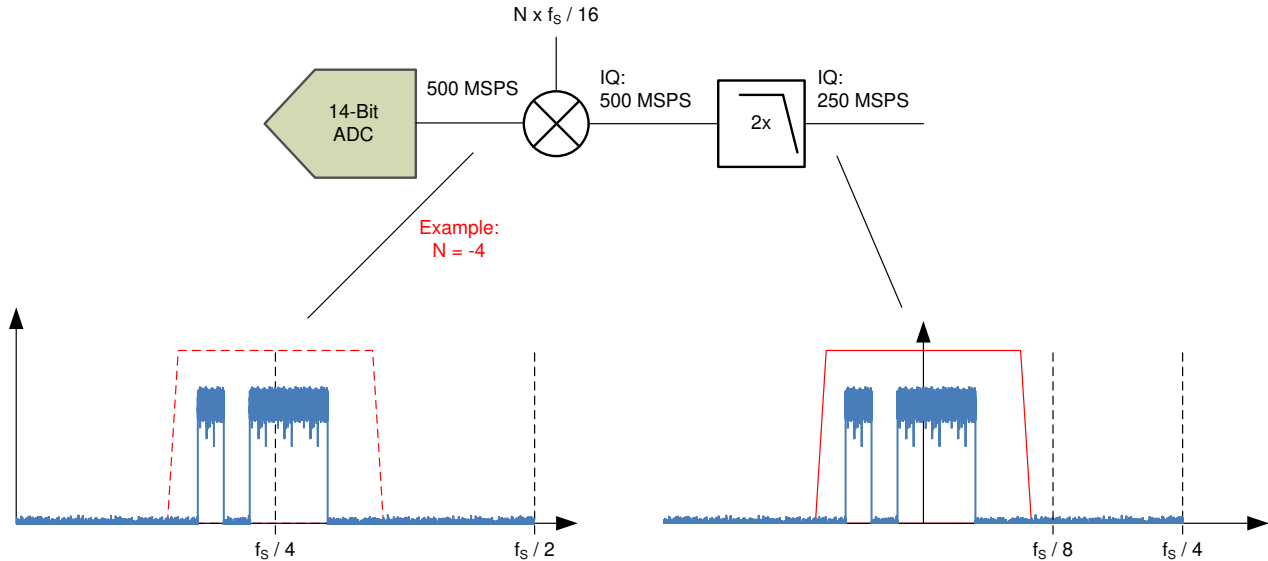 N x fS / 16
500 MSPS
IQ:
500 MSPS
IQ:
250 MSPS
14-Bit
ADC
2x
Example:
N = -4
fS / 4
fS / 2
fS / 8
fS / 4